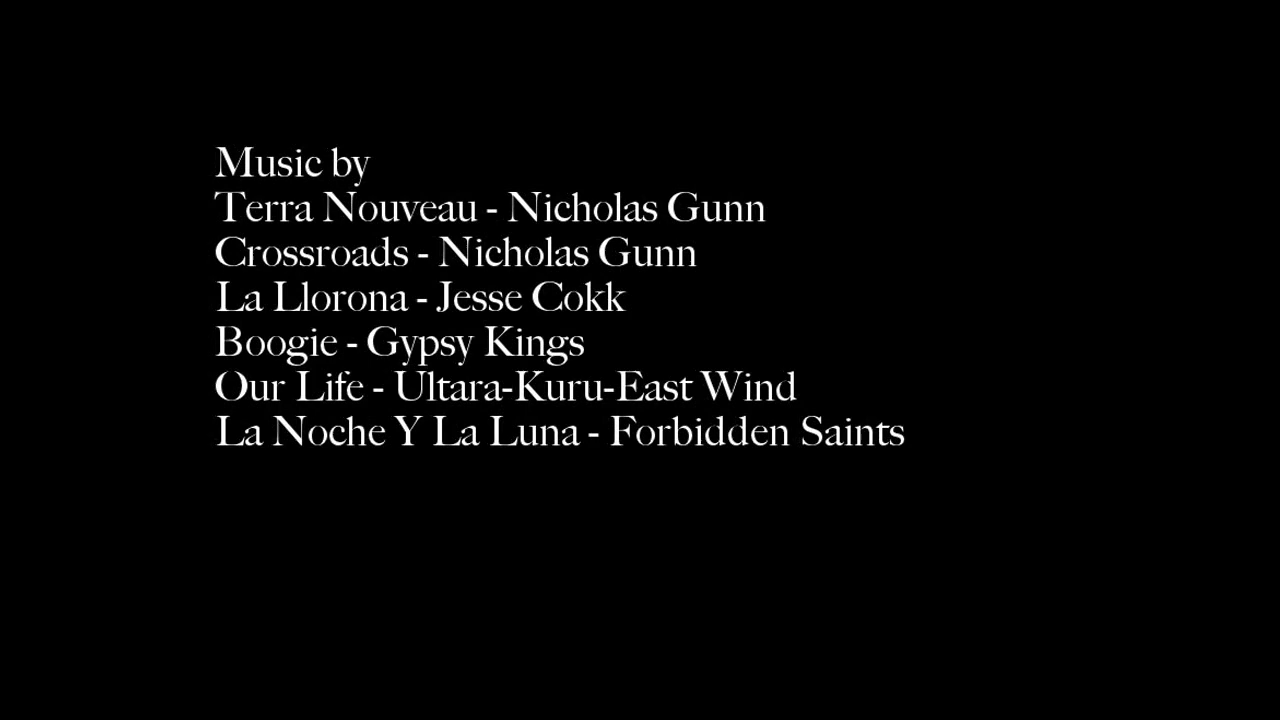 Music by
Terra Nouveau - Nicholas Gunn
Crossroads - Nicholas Gunn
La Llorona - Jesse Cokk
Boogie - Gypsy Kings
Our Life - Ultara-Kuru-East Wind
La Noche Y La Luna - Forbidden Saints